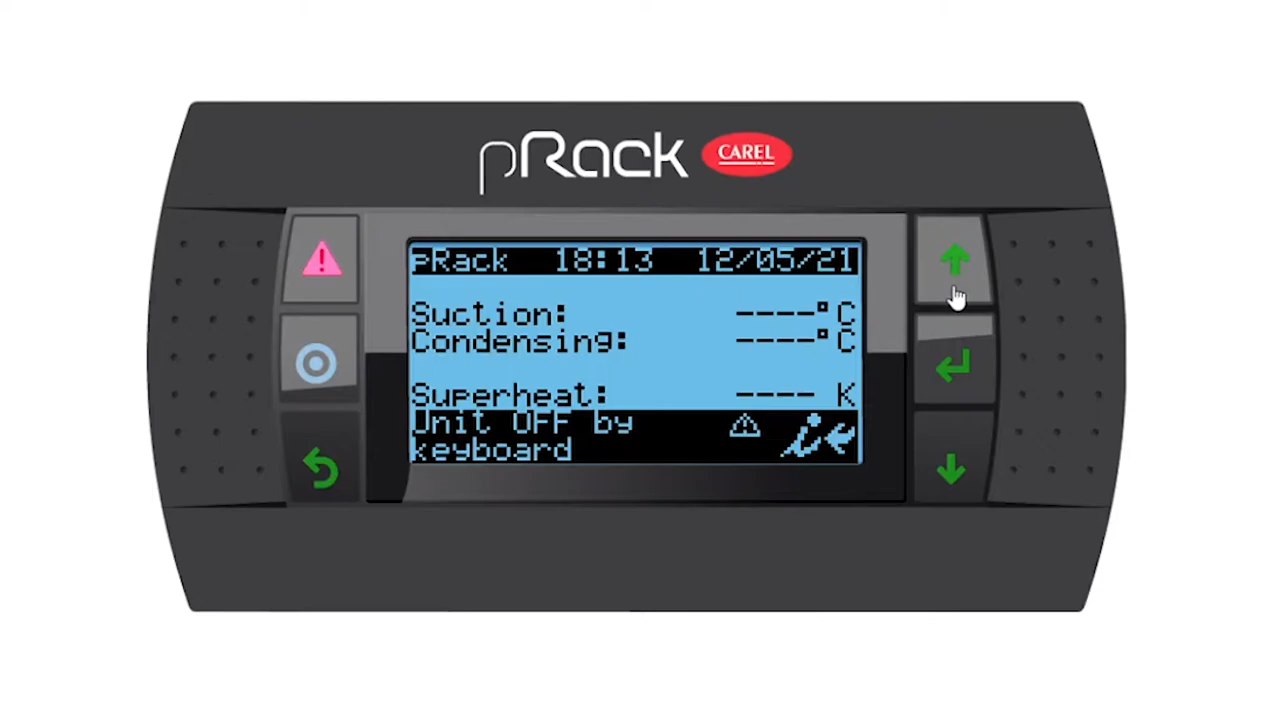 pRack CAREL
pRack 18:13 12/05/21
Suction: ----°C
Condensing: ----°C
Superheat: ---- K
Unit OFF by
keyboard